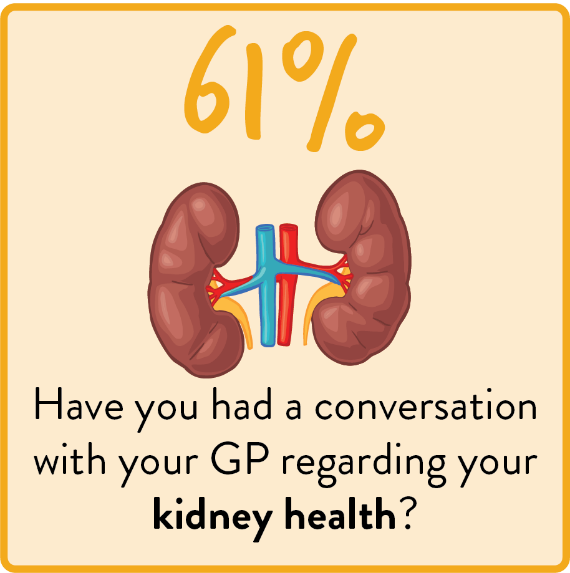 61%
Have you had a conversation
with your GP regarding your
kidney health?